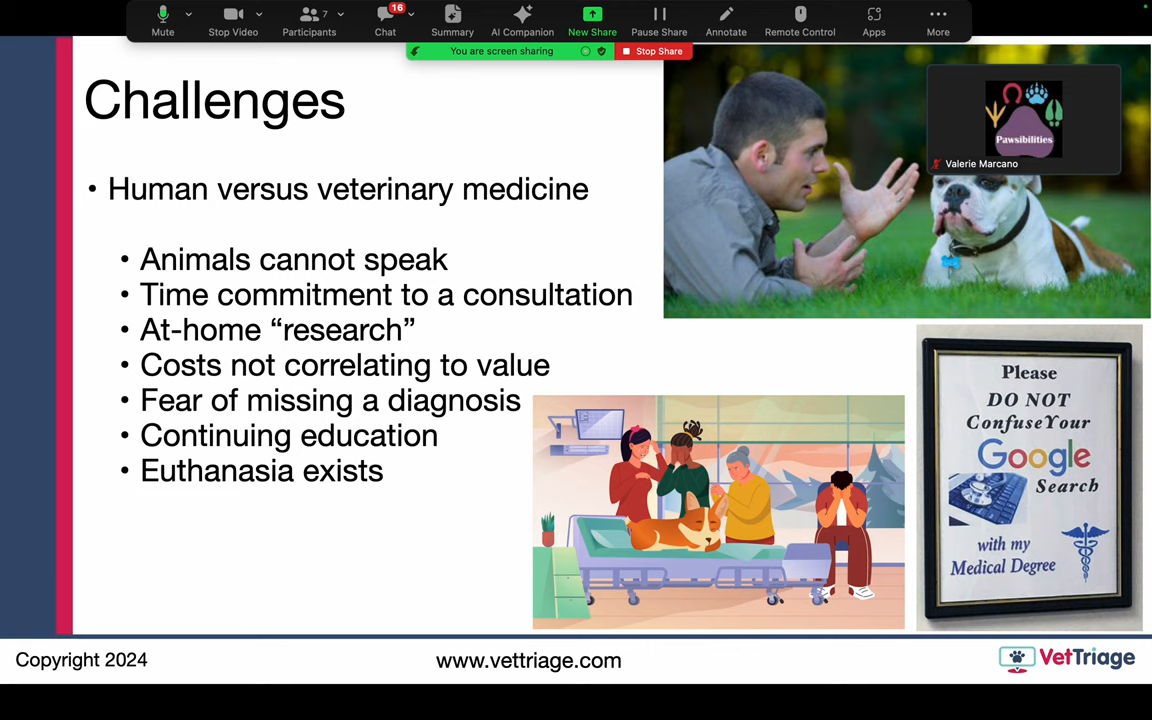 Mute
Stop Video
Participants
7
Chat
16
Summary
AI Companion
New Share
Pause Share
Annotate
Remote Control
Apps
More
You are screen sharing
Stop Share
Challenges
• Human versus veterinary medicine
• Animals cannot speak
• Time commitment to a consultation
• At-home “research”
• Costs not correlating to value
• Fear of missing a diagnosis
• Continuing education
• Euthanasia exists
Pawsibilities
Valerie Marcano
Please
DO NOT
Confuse Your
Google
Search
with my
Medical Degree
Copyright 2024
www.vettriage.com
VetTriage